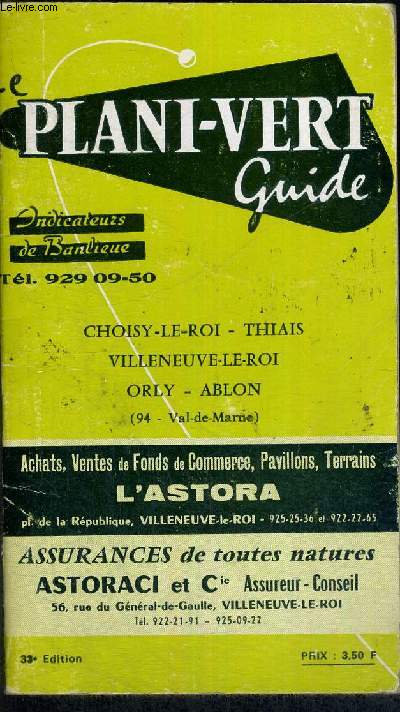 Le-livre.com
Le
PLANI-VERT
Guide
Indicateurs
de Banlieue
Tél. 929 09-50
CHOISY-LE-ROI - THIAIS
VILLENEUVE-LE-ROI
ORLY - ABLON
(94 - Val-de-Marne)
Achats, Ventes de Fonds de Commerce, Pavillons, Terrains
L'ASTORA
pl. de la République, VILLENEUVE-le-ROI - 925-25-36 et 922-27-65
ASSURANCES de toutes natures
ASTORACI et Cie Assureur-Conseil
56, rue du Général-de-Gaulle, VILLENEUVE-LE-ROI
Tél. 922-21-91 - 925-09-22
33e Edition
PRIX : 3,50 F